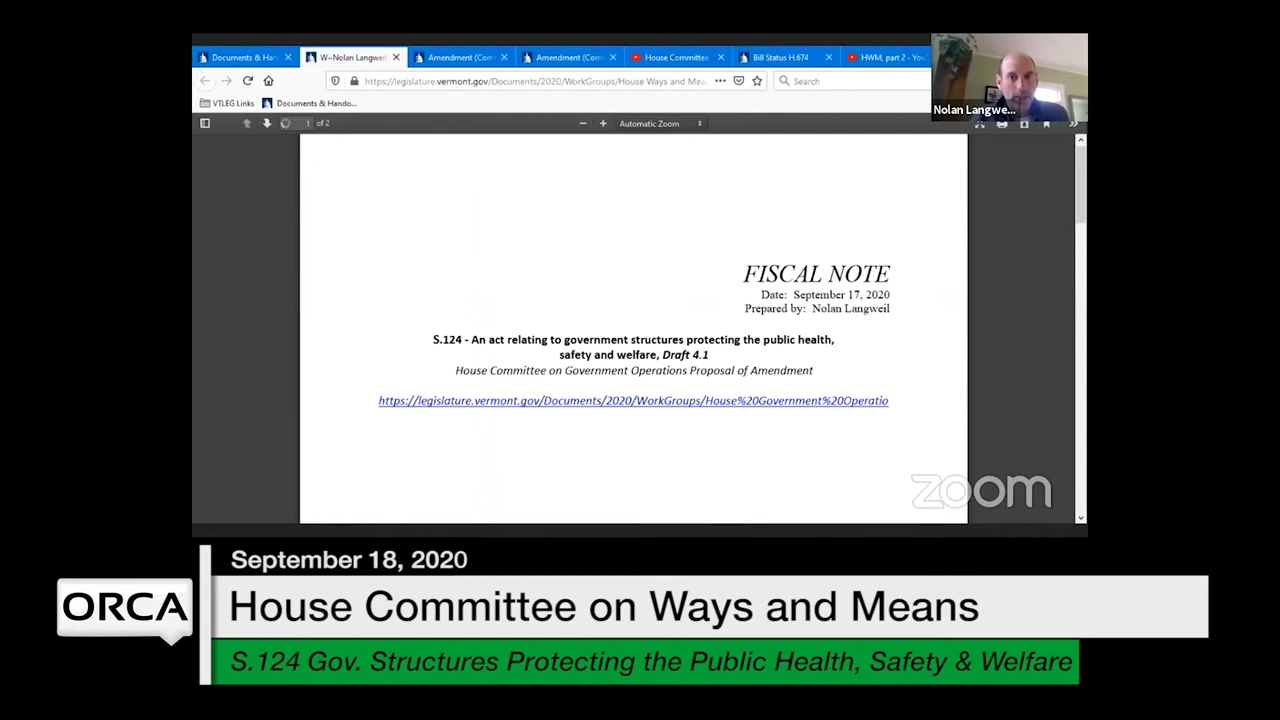 Documents & Han
W~Nolan Langweil
Amendment (Com
Amendment (Com
House Committee
Bill Status H.674
HWM, part 2 - You
https://legislature.vermont.gov/Documents/2020/WorkGroups/House Ways and Mea
Search
VTLEG Links
Documents & Hando...
1 of 2
Automatic Zoom
Nolan Langwe...
FISCAL NOTE
Date: September 17, 2020
Prepared by: Nolan Langweil
S.124 - An act relating to government structures protecting the public health,
safety and welfare, Draft 4.1
House Committee on Government Operations Proposal of Amendment
https://legislature.vermont.gov/Documents/2020/WorkGroups/House%20Government%20Operatio
zoom
September 18, 2020
ORCA
House Committee on Ways and Means
S.124 Gov. Structures Protecting the Public Health, Safety & Welfare